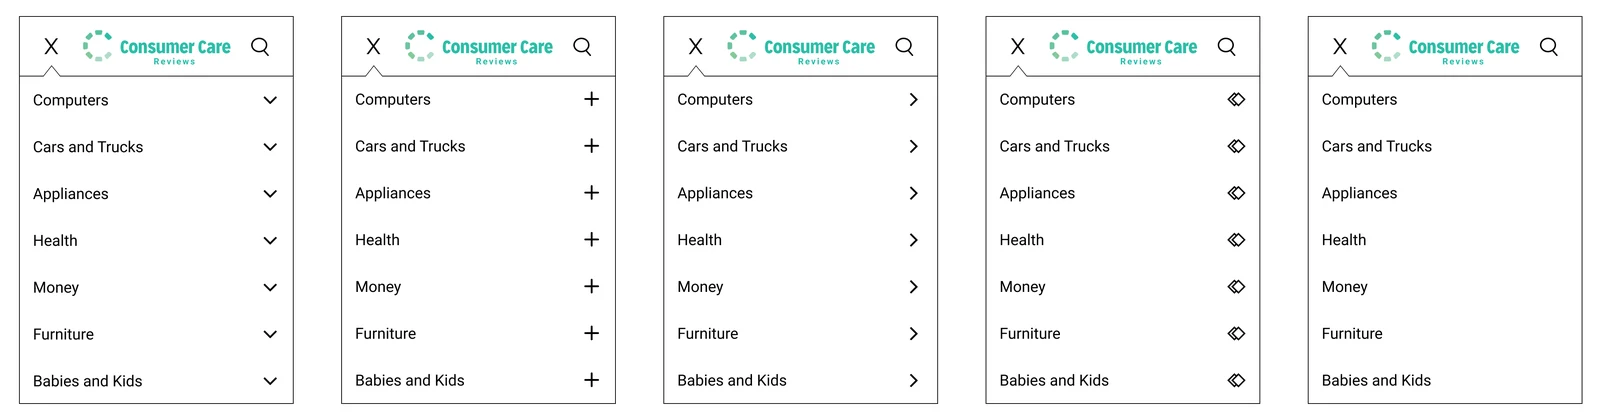 X Consumer Care
Reviews
Computers
Cars and Trucks
Appliances
Health
Money
Furniture
Babies and Kids
X Consumer Care
Reviews
Computers
Cars and Trucks
Appliances
Health
Money
Furniture
Babies and Kids
X Consumer Care
Reviews
Computers
Cars and Trucks
Appliances
Health
Money
Furniture
Babies and Kids
X Consumer Care
Reviews
Computers
Cars and Trucks
Appliances
Health
Money
Furniture
Babies and Kids
X Consumer Care
Reviews
Computers
Cars and Trucks
Appliances
Health
Money
Furniture
Babies and Kids